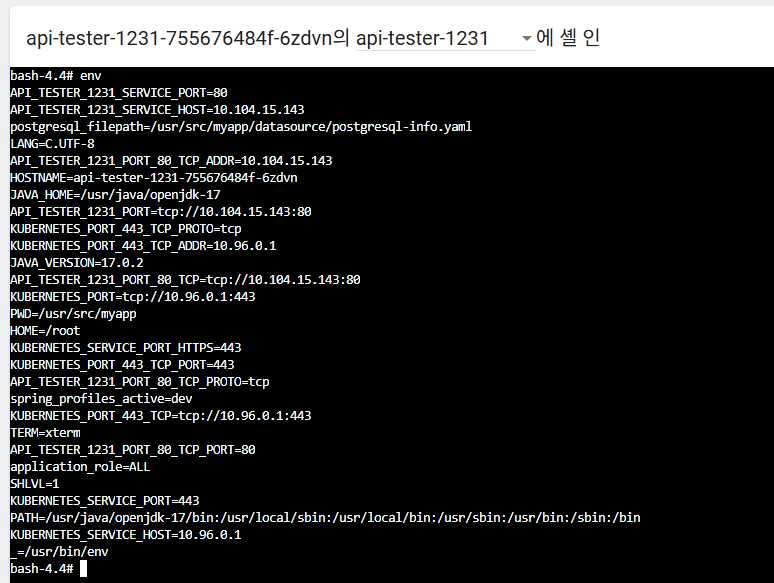 api-tester-1231-755676484f-6zdvn의 api-tester-1231 에 셸 인
bash-4.4# env
API_TESTER_1231_SERVICE_PORT=80
API_TESTER_1231_SERVICE_HOST=10.104.15.143
postgresql_filepath=/usr/src/myapp/datasource/postgresql-info.yaml
LANG=C.UTF-8
API_TESTER_1231_PORT_80_TCP_ADDR=10.104.15.143
HOSTNAME=api-tester-1231-755676484f-6zdvn
JAVA_HOME=/usr/java/openjdk-17
API_TESTER_1231_PORT=tcp://10.104.15.143:80
KUBERNETES_PORT_443_TCP_PROTO=tcp
KUBERNETES_PORT_443_TCP_ADDR=10.96.0.1
JAVA_VERSION=17.0.2
API_TESTER_1231_PORT_80_TCP=tcp://10.104.15.143:80
KUBERNETES_PORT=tcp://10.96.0.1:443
PWD=/usr/src/myapp
HOME=/root
KUBERNETES_SERVICE_PORT_HTTPS=443
KUBERNETES_PORT_443_TCP_PORT=443
API_TESTER_1231_PORT_80_TCP_PROTO=tcp
spring_profiles_active=dev
KUBERNETES_PORT_443_TCP=tcp://10.96.0.1:443
TERM=xterm
API_TESTER_1231_PORT_80_TCP_PORT=80
application_role=ALL
SHLVL=1
KUBERNETES_SERVICE_PORT=443
PATH=/usr/java/openjdk-17/bin:/usr/local/sbin:/usr/local/bin:/usr/sbin:/usr/bin:/sbin:/bin
KUBERNETES_SERVICE_HOST=10.96.0.1
_=/usr/bin/env
bash-4.4#